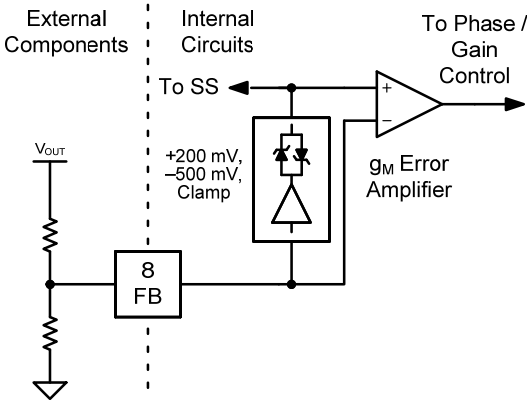 External
Components
Internal
Circuits
To Phase /
Gain
Control
To SS
+
−
+200 mV,
−500 mV,
Clamp
gM Error
Amplifier
VOUT
8
FB